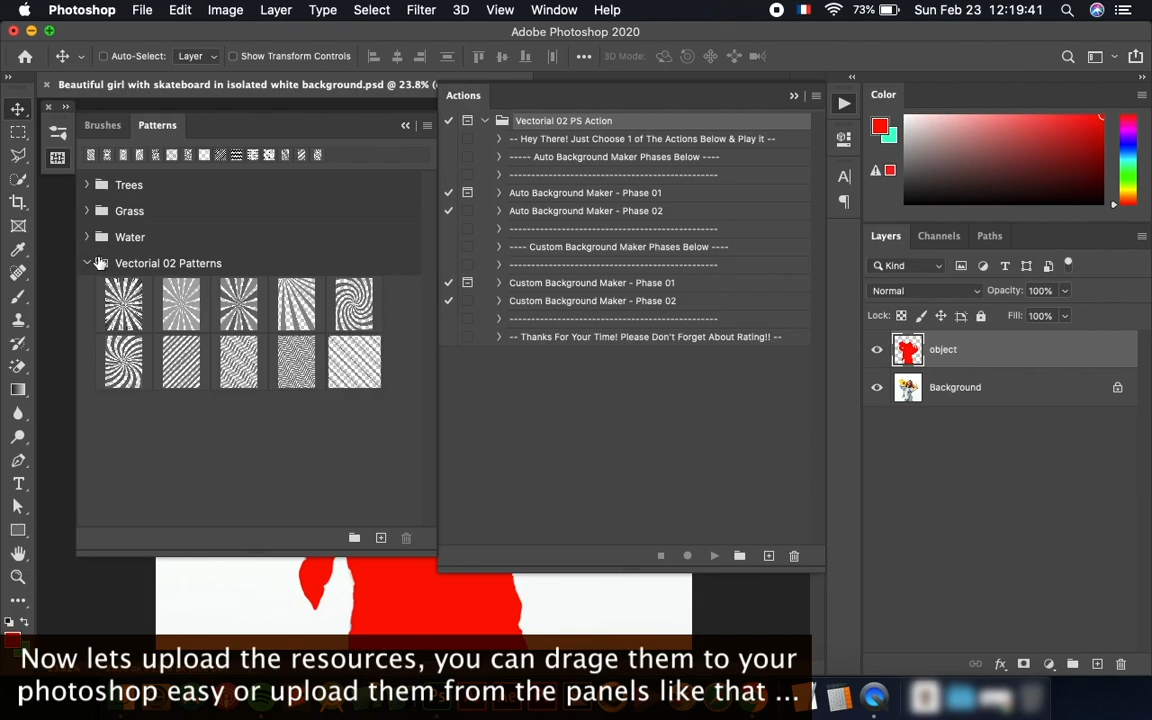 Photoshop File Edit Image Layer Type Select Filter 3D View Window Help 73% Sun Feb 23 12:19:41
Adobe Photoshop 2020
Auto-Select: Layer Show Transform Controls 3D Mode:
Beautiful girl with skateboard in isolated white background.psd @ 23.8%
Brushes Patterns
Trees
Grass
Water
Vectorial 02 Patterns
Actions
Vectorial 02 PS Action
-- Hey There! Just Choose 1 of The Actions Below & Play it --
----- Auto Background Maker Phases Below ----
-----------------------------------------------
Auto Background Maker - Phase 01
Auto Background Maker - Phase 02
-----------------------------------------------
---- Custom Background Maker Phases Below ----
-----------------------------------------------
Custom Background Maker - Phase 01
Custom Background Maker - Phase 02
-----------------------------------------------
-- Thanks For Your Time! Please Don't Forget About Rating!! --
Color
Layers Channels Paths
Kind
Normal Opacity: 100%
Lock: Fill: 100%
object
Background
Now lets upload the resources, you can drage them to your
photoshop easy or upload them from the panels like that ...